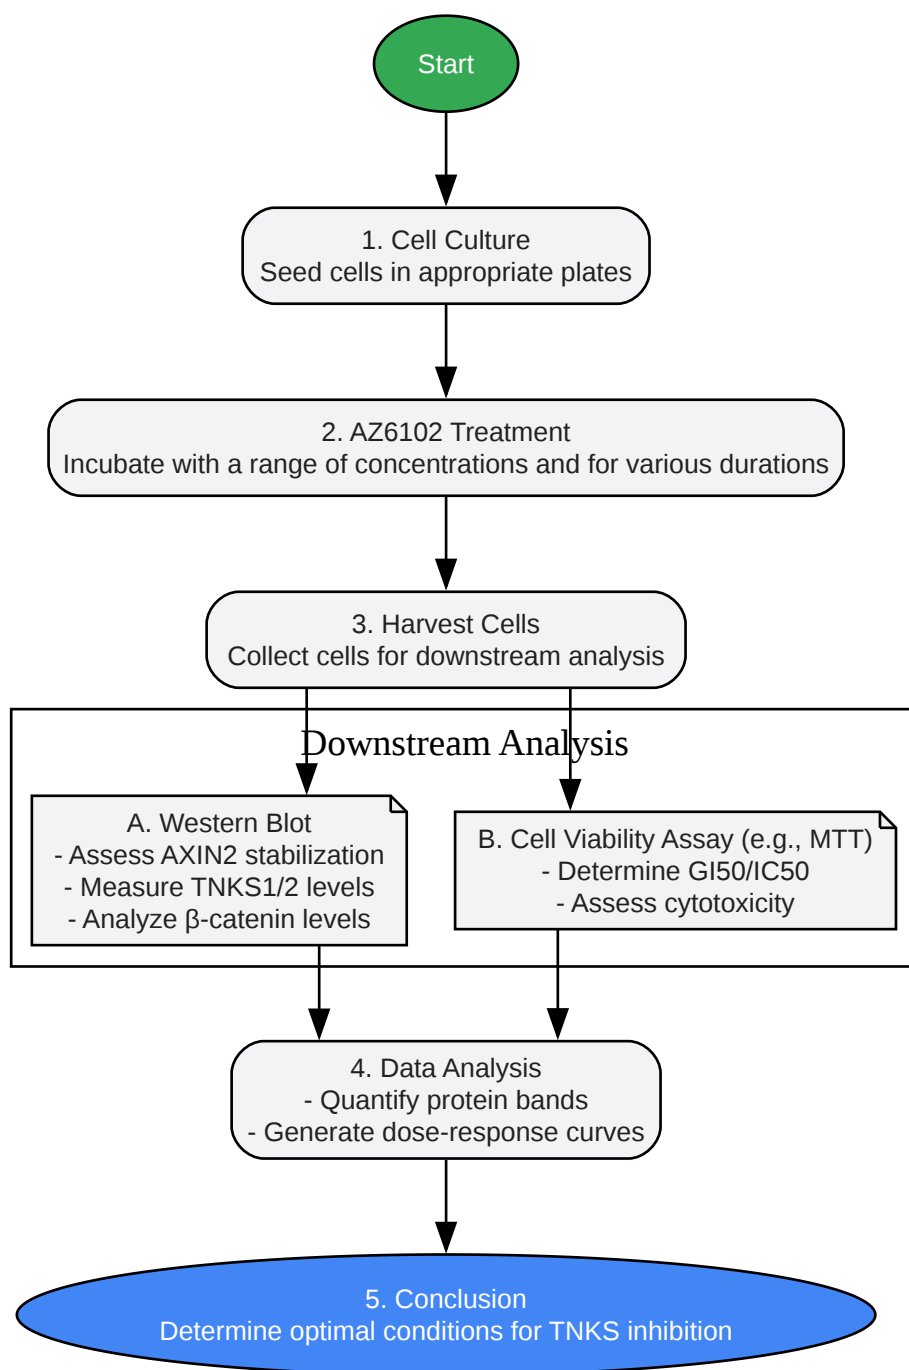 Start
1. Cell Culture
Seed cells in appropriate plates
2. AZ6102 Treatment
Incubate with a range of concentrations and for various durations
3. Harvest Cells
Collect cells for downstream analysis
Downstream Analysis
A. Western Blot
- Assess AXIN2 stabilization
- Measure TNKS1/2 levels
- Analyze β-catenin levels
B. Cell Viability Assay (e.g., MTT)
- Determine GI50/IC50
- Assess cytotoxicity
4. Data Analysis
- Quantify protein bands
- Generate dose-response curves
5. Conclusion
Determine optimal conditions for TNKS inhibition